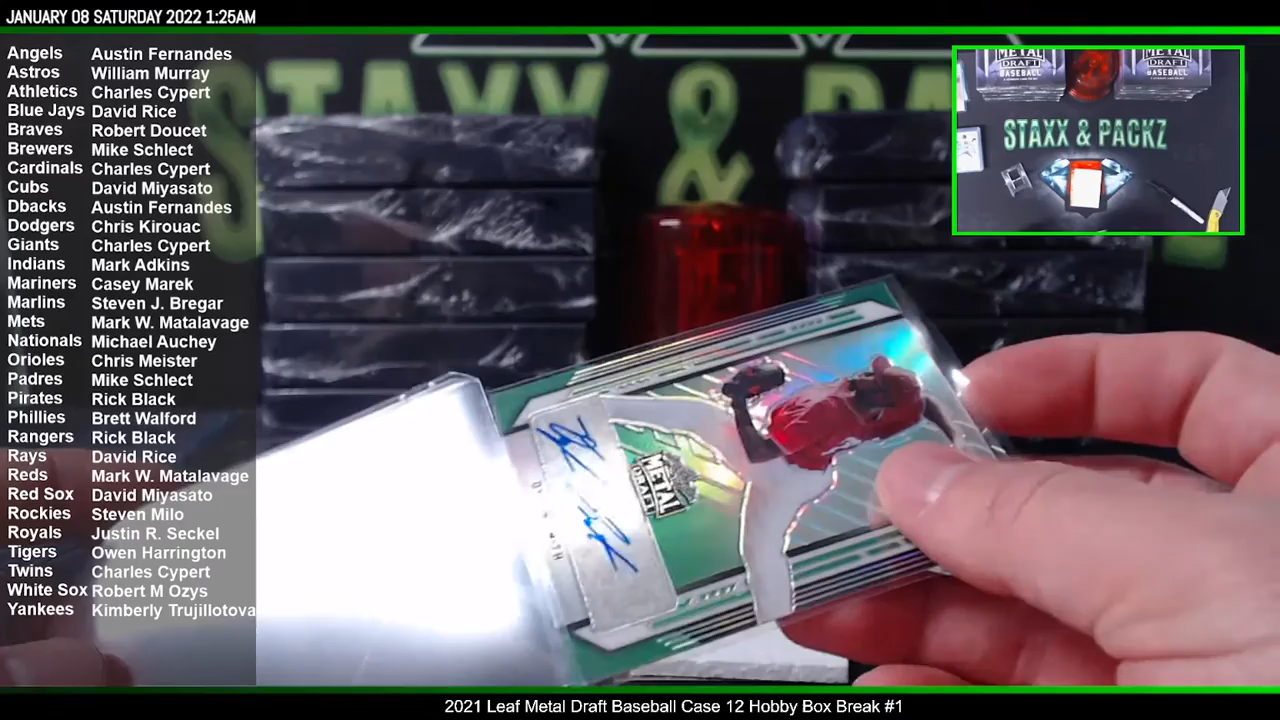 JANUARY 08 SATURDAY 2022 1:25AM
Angels Austin Fernandes
Astros William Murray
Athletics Charles Cypert
Blue Jays David Rice
Braves Robert Doucet
Brewers Mike Schlect
Cardinals Charles Cypert
Cubs David Miyasato
Dbacks Austin Fernandes
Dodgers Chris Kirouac
Giants Charles Cypert
Indians Mark Adkins
Mariners Casey Marek
Marlins Steven J. Bregar
Mets Mark W. Matalavage
Nationals Michael Auchey
Orioles Chris Meister
Padres Mike Schlect
Pirates Rick Black
Phillies Brett Walford
Rangers Rick Black
Rays David Rice
Reds Mark W. Matalavage
Red Sox David Miyasato
Rockies Steven Milo
Royals Justin R. Seckel
Tigers Owen Harrington
Twins Charles Cypert
White Sox Robert M Ozys
Yankees Kimberly Trujillotova
STAXX & PA
METAL
DRAFT
BASEBALL
METAL
DRAFT
BASEBALL
STAXX & PACKZ
METAL
DRAFT
2021 Leaf Metal Draft Baseball Case 12 Hobby Box Break #1